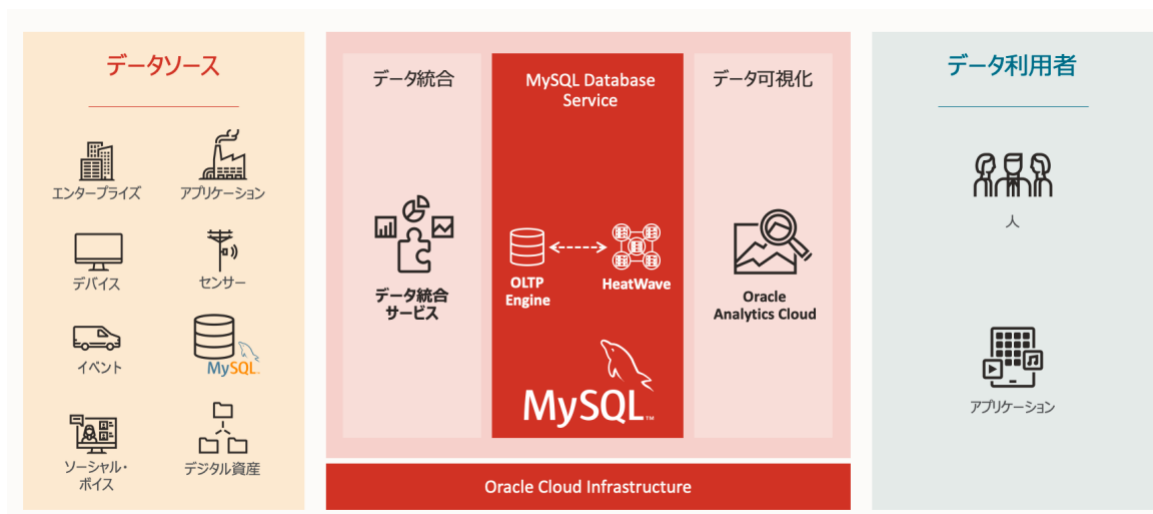 データソース
エンタープライズ
アプリケーション
デバイス
センサー
イベント
MySQL™
ソーシャル・
ボイス
デジタル資産
データ統合
データ統合
サービス
MySQL Database
Service
OLTP
Engine
HeatWave
MySQL™
データ可視化
Oracle
Analytics Cloud
Oracle Cloud Infrastructure
データ利用者
人
アプリケーション